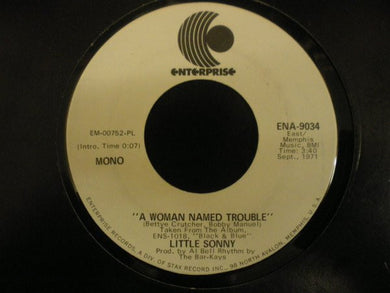 ENTERPRISE
EM-00752-PL
(Intro, Time 0:07)
MONO
ENA-9034
East/
Memphis
Music, BMI
Time: 3:40
Sept., 1971
"A WOMAN NAMED TROUBLE"
(Bettye Crutcher, Bobby Manuel)
Taken From The Album,
ENS-1018, "Black & Blue"
LITTLE SONNY
Prod. by Al Bell Rhythm by
The Bar-Kays
ENTERPRISE RECORDS, A DIV. OF STAX RECORD INC., 98 NORTH AVALON, MEMPHIS, U.S.A.